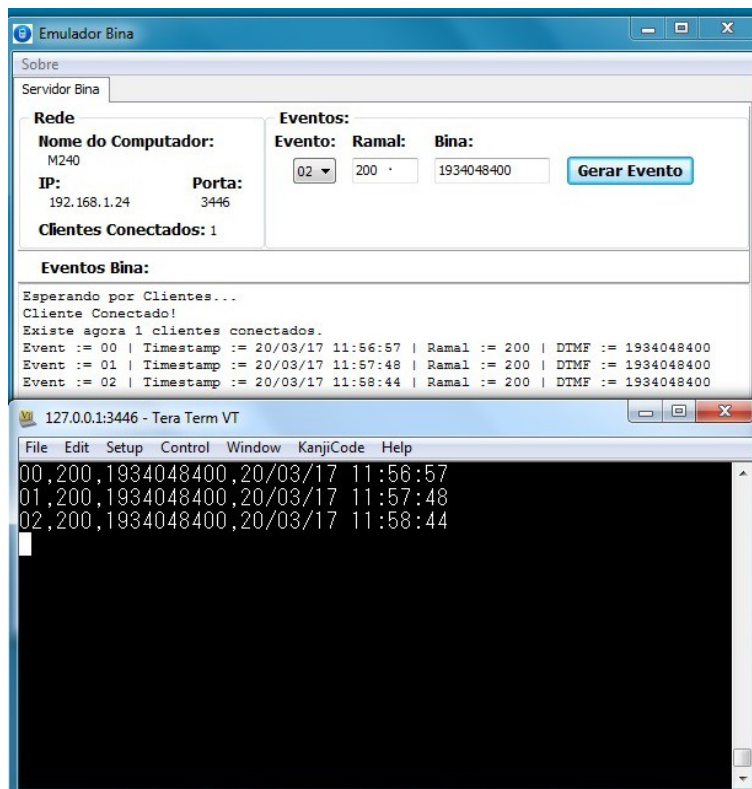 Emulador Bina
Sobre
Servidor Bina
Rede
Nome do Computador:
M240
IP: Porta:
192.168.1.24 3446
Clientes Conectados: 1
Eventos:
Evento: Ramal: Bina:
02 200 1934048400 Gerar Evento
Eventos Bina:
Esperando por Clientes...
Cliente Conectado!
Existe agora 1 clientes conectados.
Event := 00 | Timestamp := 20/03/17 11:56:57 | Ramal := 200 | DTMF := 1934048400
Event := 01 | Timestamp := 20/03/17 11:57:48 | Ramal := 200 | DTMF := 1934048400
Event := 02 | Timestamp := 20/03/17 11:58:44 | Ramal := 200 | DTMF := 1934048400
127.0.0.1:3446 - Tera Term VT
File Edit Setup Control Window KanjiCode Help
00,200,1934048400,20/03/17 11:56:57
01,200,1934048400,20/03/17 11:57:48
02,200,1934048400,20/03/17 11:58:44